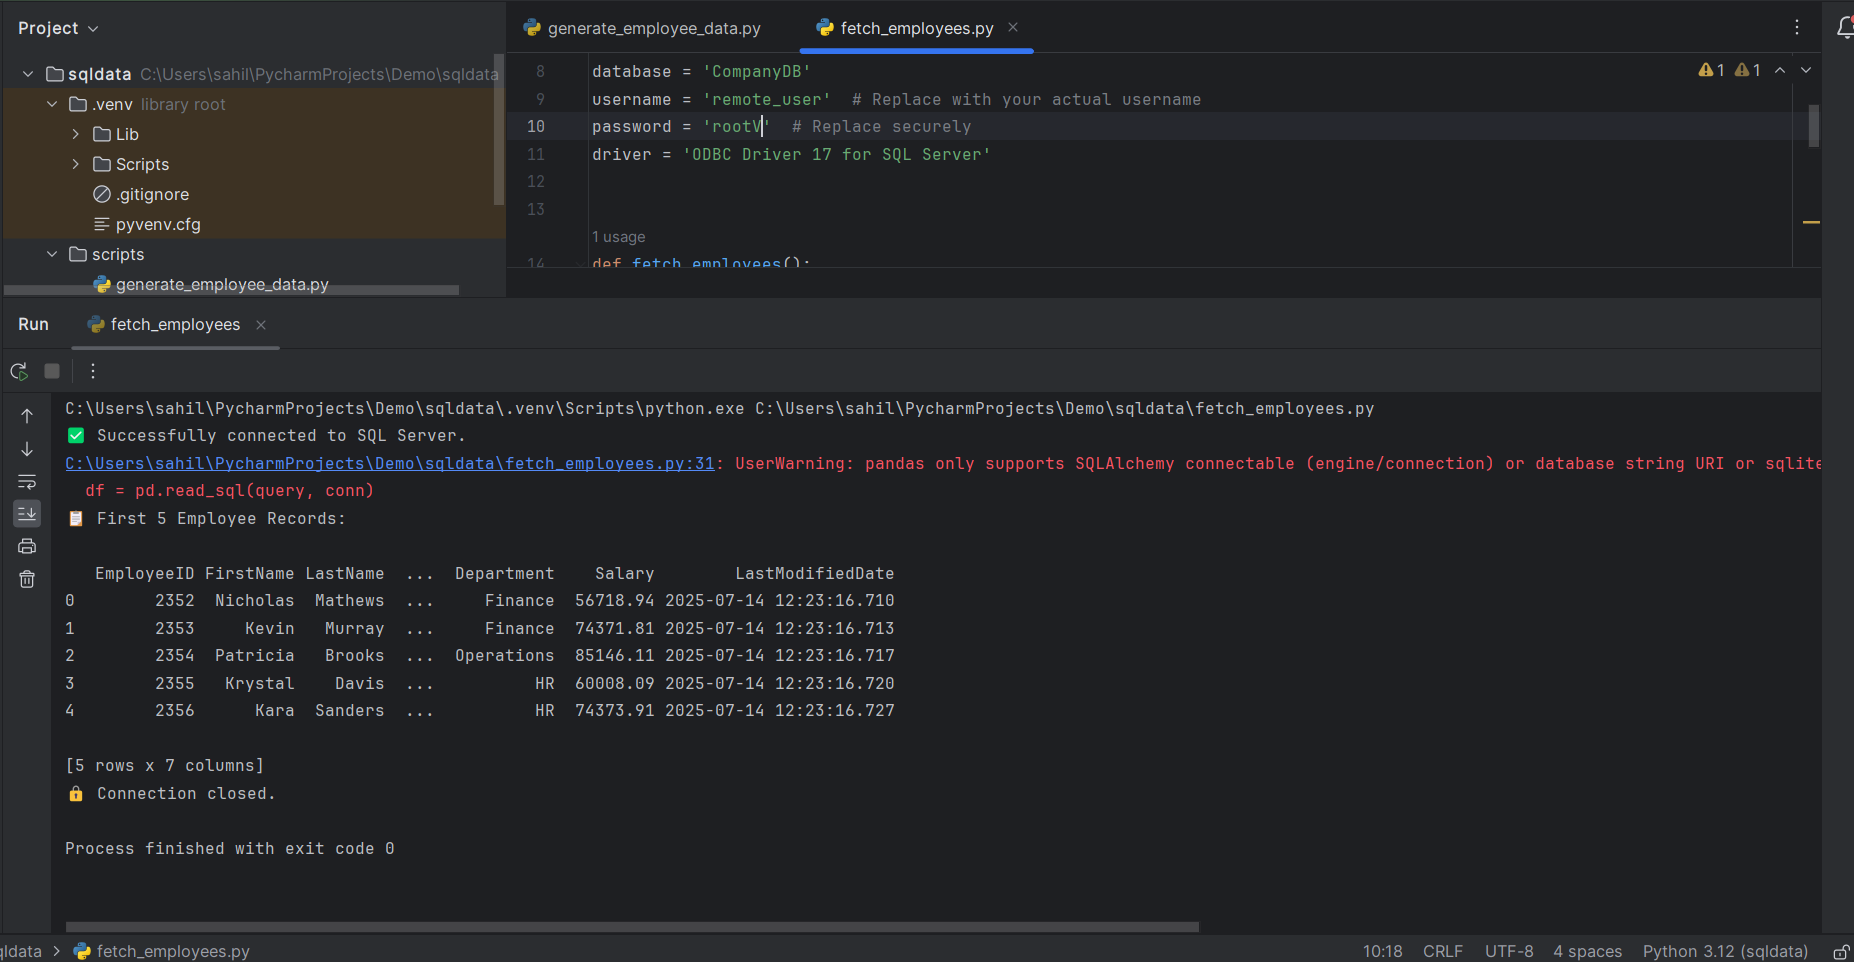 Project
sqldata C:\Users\sahil\PycharmProjects\Demo\sqldata
.venv library root
Lib
Scripts
.gitignore
pyvenv.cfg
scripts
generate_employee_data.py
generate_employee_data.py
fetch_employees.py
1 1
8 database = 'CompanyDB'
9 username = 'remote_user' # Replace with your actual username
10 password = 'rootV' # Replace securely
11 driver = 'ODBC Driver 17 for SQL Server'
12
13
1 usage
14 def fetch_employees():
Run fetch_employees
C:\Users\sahil\PycharmProjects\Demo\sqldata\.venv\Scripts\python.exe C:\Users\sahil\PycharmProjects\Demo\sqldata\fetch_employees.py
Successfully connected to SQL Server.
C:\Users\sahil\PycharmProjects\Demo\sqldata\fetch_employees.py:31: UserWarning: pandas only supports SQLAlchemy connectable (engine/connection) or database string URI or sqlite
df = pd.read_sql(query, conn)
First 5 Employee Records:
EmployeeID FirstName LastName ... Department Salary LastModifiedDate
0 2352 Nicholas Mathews ... Finance 56718.94 2025-07-14 12:23:16.710
1 2353 Kevin Murray ... Finance 74371.81 2025-07-14 12:23:16.713
2 2354 Patricia Brooks ... Operations 85146.11 2025-07-14 12:23:16.717
3 2355 Krystal Davis ... HR 60008.09 2025-07-14 12:23:16.720
4 2356 Kara Sanders ... HR 74373.91 2025-07-14 12:23:16.727
[5 rows x 7 columns]
Connection closed.
Process finished with exit code 0
qldata > fetch_employees.py
10:18 CRLF UTF-8 4 spaces Python 3.12 (sqldata)